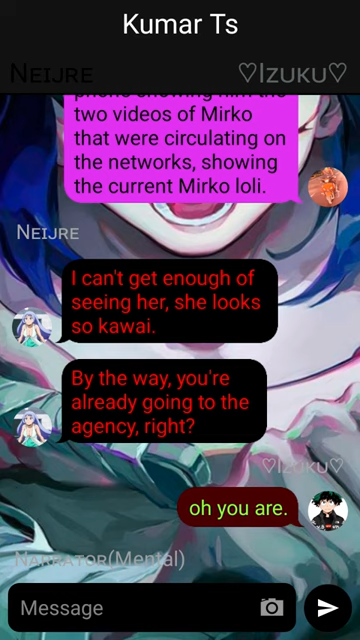 Kumar Ts
Neijre
♡Izuku♡
phone showing him the
two videos of Mirko
that were circulating on
the networks, showing
the current Mirko loli.
Neijre
I can't get enough of
seeing her, she looks
so kawai.
By the way, you're
already going to the
agency, right?
♡Izuku♡
oh you are.
Narrator(Mental)
Message